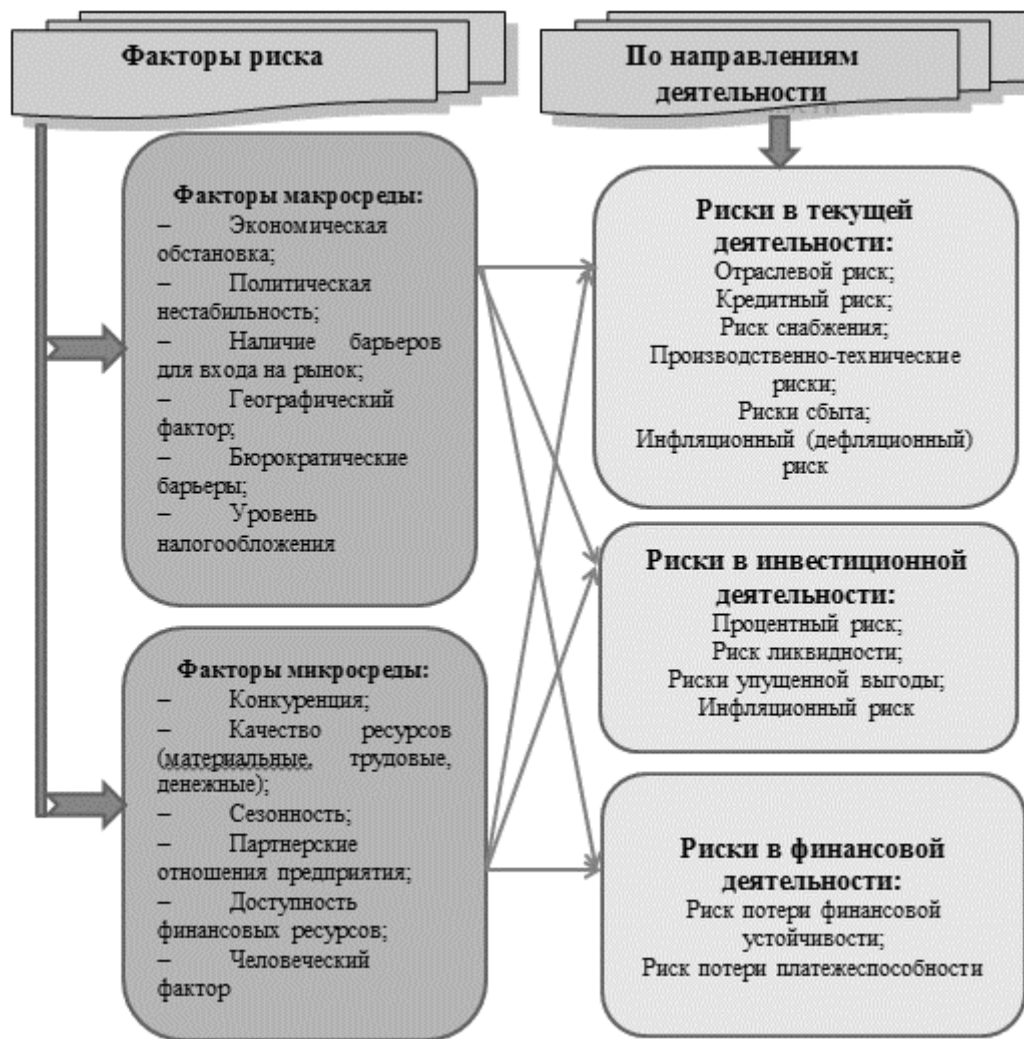 Факторы риска
Факторы макросреды:
– Экономическая
обстановка;
– Политическая
нестабильность;
– Наличие барьеров
для входа на рынок;
– Географический
фактор;
– Бюрократические
барьеры;
– Уровень
налогообложения
Факторы микросреды:
– Конкуренция;
– Качество ресурсов
(материальные, трудовые,
денежные);
– Сезонность;
– Партнерские
отношения предприятия;
– Доступность
финансовых ресурсов;
– Человеческий
фактор
По направлениям
деятельности
Риски в текущей
деятельности:
Отраслевой риск;
Кредитный риск;
Риск снабжения;
Производственно-технические
риски;
Риски сбыта;
Инфляционный (дефляционный)
риск
Риски в инвестиционной
деятельности:
Процентный риск;
Риск ликвидности;
Риски упущенной выгоды;
Инфляционный риск
Риски в финансовой
деятельности:
Риск потери финансовой
устойчивости;
Риск потери платежеспособности